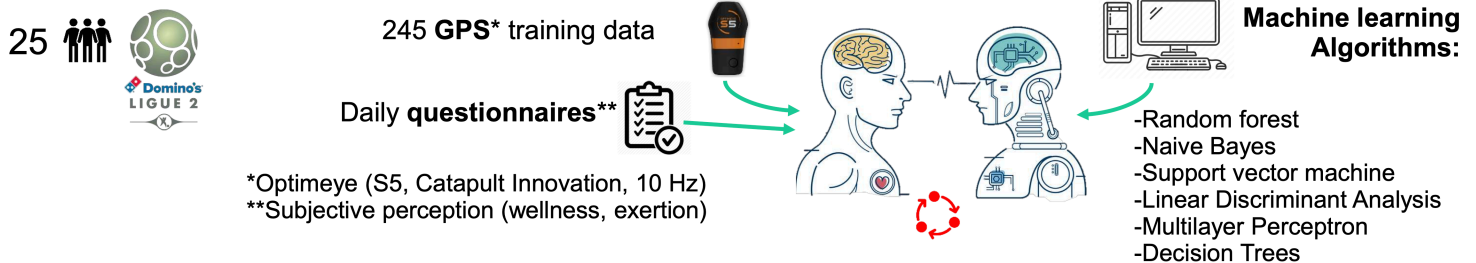 25
Domino's
LIGUE 2
245 GPS* training data
Daily questionnaires**
*Optimeye (S5, Catapult Innovation, 10 Hz)
**Subjective perception (wellness, exertion)
S5
Machine learning
Algorithms:
-Random forest
-Naive Bayes
-Support vector machine
-Linear Discriminant Analysis
-Multilayer Perceptron
-Decision Trees